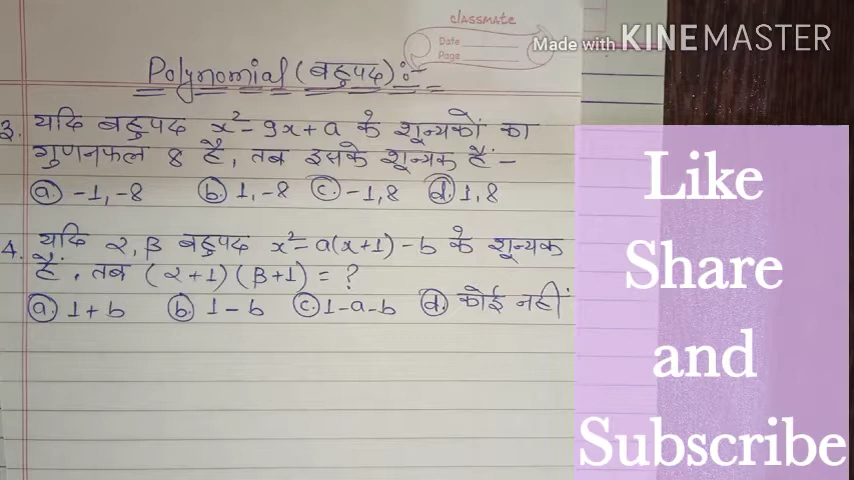 classmate
Date
Page
Made with KINEMASTER
Polynomial (बहुपद) :-
3. यदि बहुपद x² - 9x + a के शून्यकों का
गुणनफल 8 है, तब इसके शून्यक हैं -
(a.) -1, -8 (b.) 1, -8 (c.) -1, 8 (d.) 1, 8
4. यदि α, β बहुपद x² - a(x+1) - b के शून्यक
हैं, तब (α+1) (β+1) = ?
(a.) 1 + b (b.) 1 - b (c.) 1 - a - b (d.) कोई नहीं
Like
Share
and
Subscribe